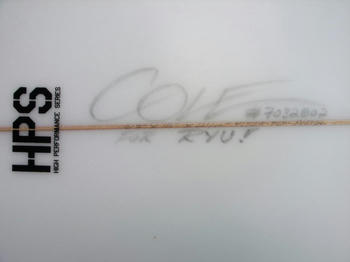 HPS
HIGH PERFORMANCE SERIES
COLE
#7032802
FOR RYU!